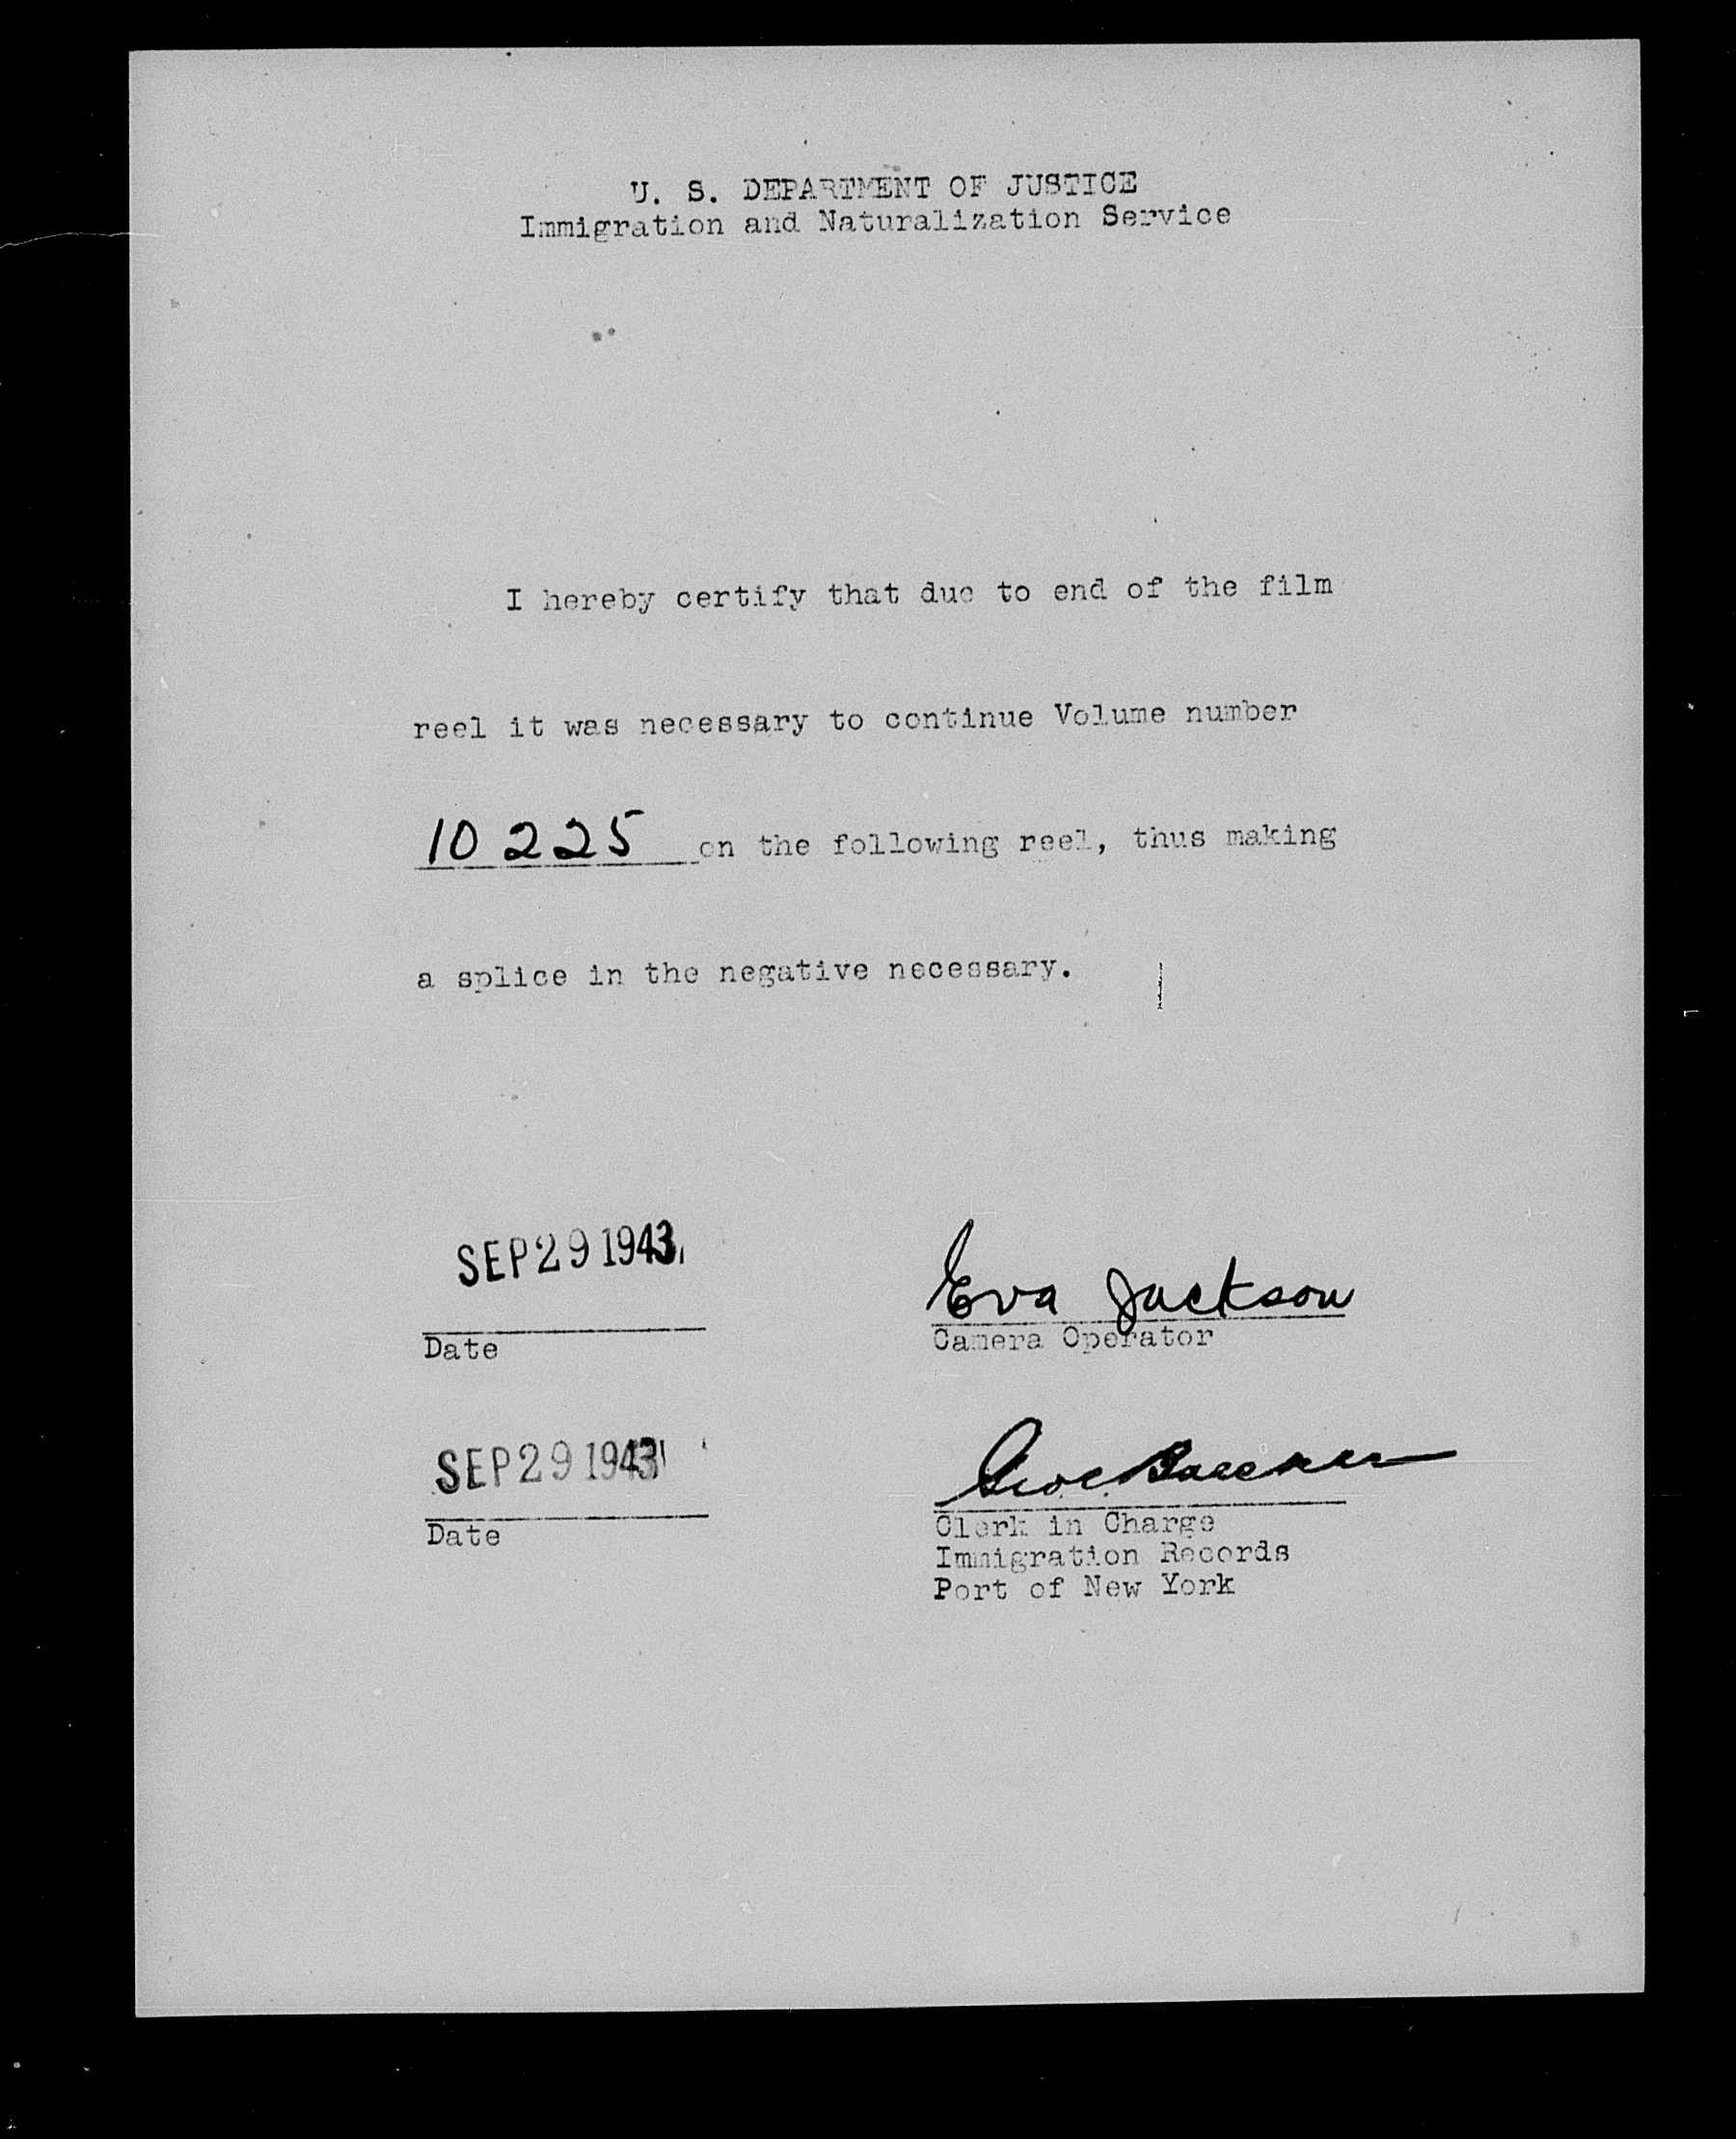 U. S. DEPARTMENT OF JUSTICE
Immigration and Naturalization Service
I hereby certify that due to end of the film
reel it was necessary to continue Volume number
10225 on the following reel, thus making
a splice in the negative necessary.
SEP 29 1943
Eva Jackson
Date
Camera Operator
SEP 29 1943
Date
Clerk in Charge
Immigration Records
Port of New York